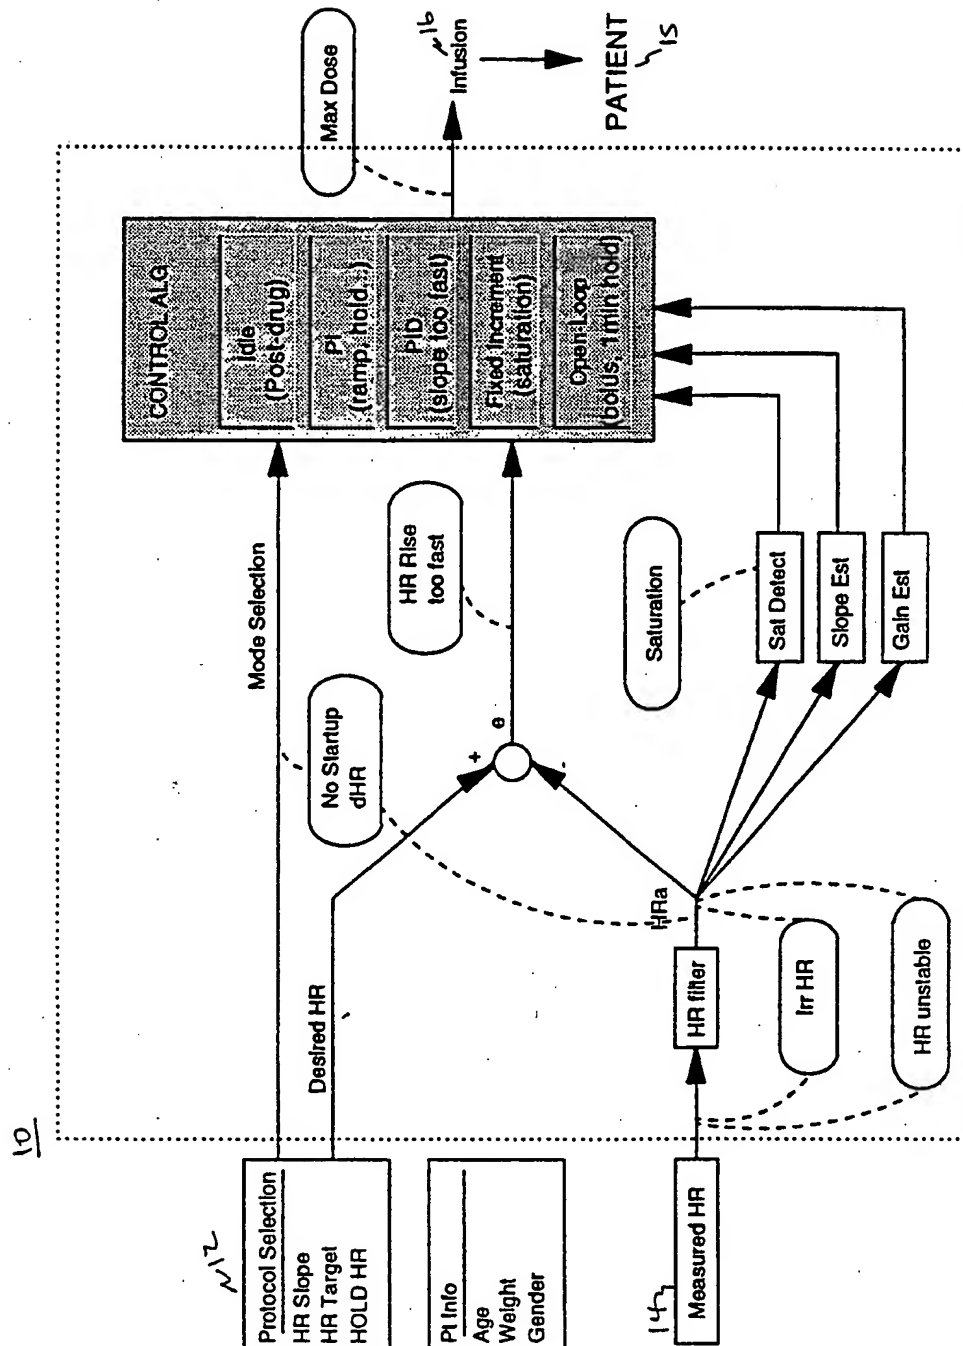 10
~12
Protocol Selection
HR Slope
HR Target
HOLD HR
Pt Info
Age
Weight
Gender
14
Measured HR
Mode Selection
Desired HR
No Startup
dHR
HR Rise
too fast
+
e
-
HRa
HR filter
Irr HR
HR unstable
Saturation
Sat Detect
Slope Est
Gain Est
CONTROL ALG
Idle
(Post-drug)
PI
(ramp, hold..)
PID
(slope too fast)
Fixed Increment
(saturation)
Open-Loop
(bolus, 1min hold)
Max Dose
~16
Infusion
PATIENT
15